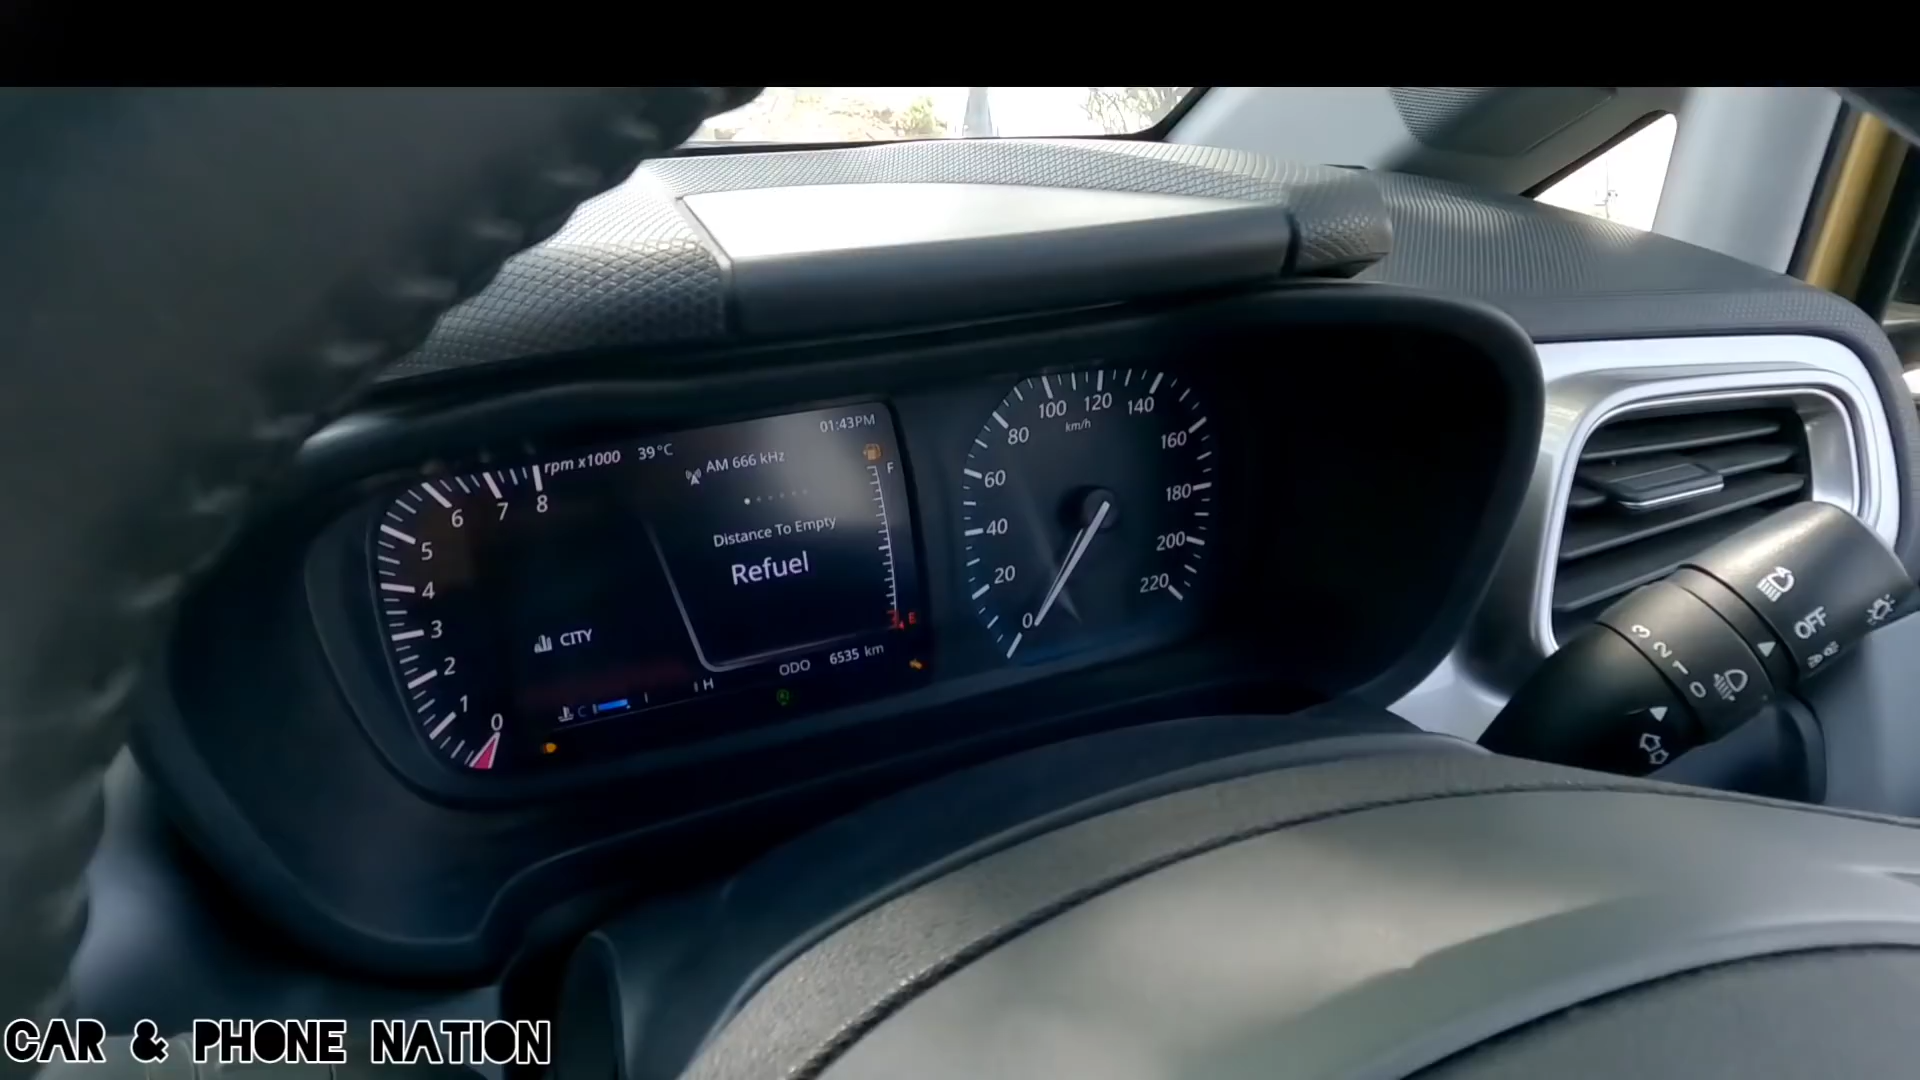 01:43PM
rpm x1000 39°C
AM 666 kHz
F
Distance To Empty
Refuel
E
CITY
ODO 6535 km
C H
0 1 2 3 4 5 6 7 8
km/h
0 20 40 60 80 100 120 140 160 180 200 220
OFF
3 2 1 0
CAR & PHONE NATION